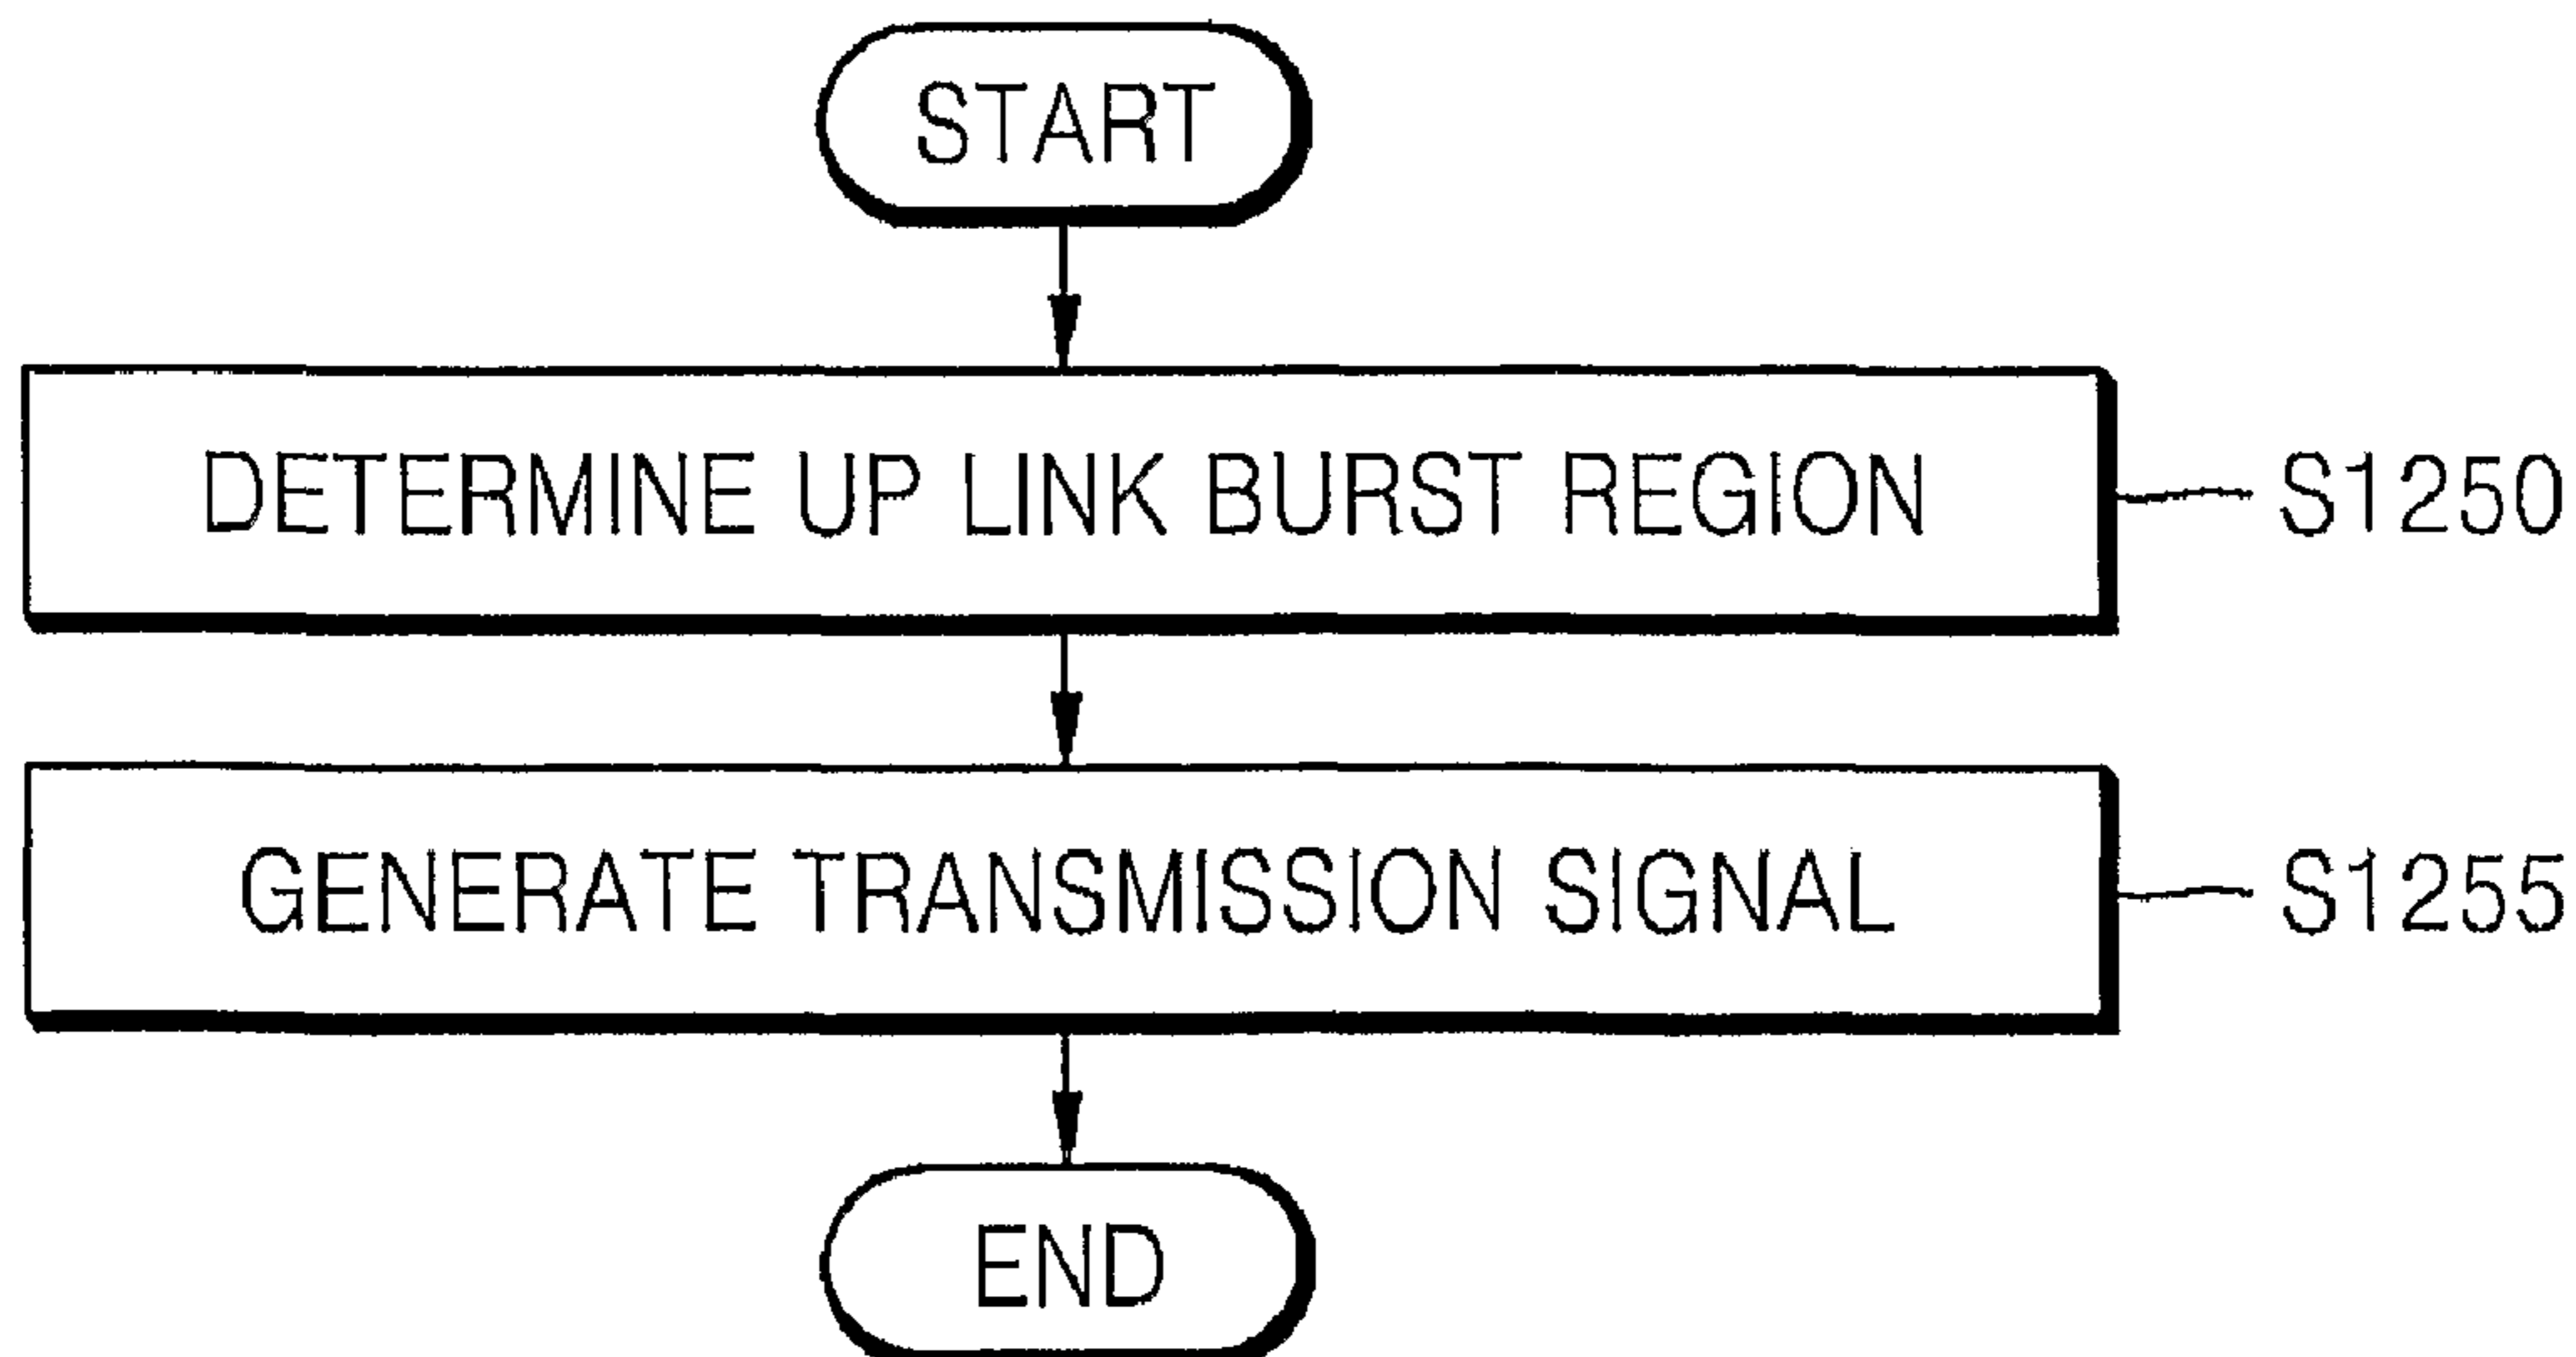 START
DETERMINE UP LINK BURST REGION
S1250
GENERATE TRANSMISSION SIGNAL
S1255
END